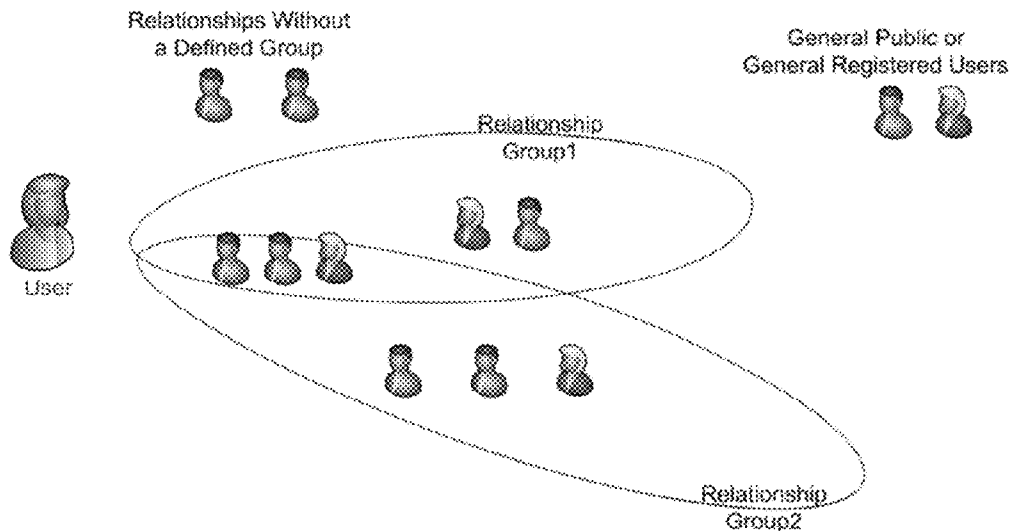 Relationships Without
a Defined Group
General Public or
General Registered Users
Relationship
Group1
User
Relationship
Group2